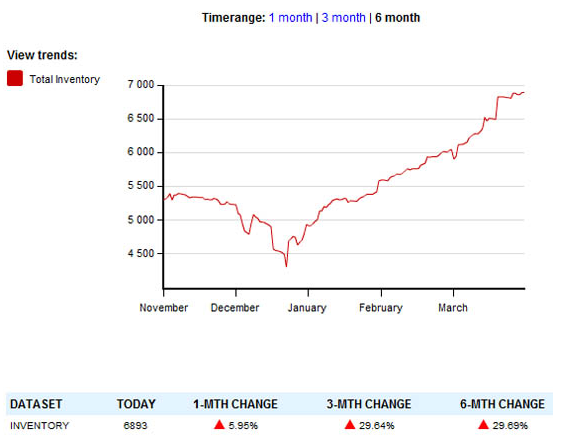 Timerange: 1 month | 3 month | 6 month
View trends:
Total Inventory
7 000
6 500
6 000
5 500
5 000
4 500
November December January February March
DATASET TODAY 1-MTH CHANGE 3-MTH CHANGE 6-MTH CHANGE
INVENTORY 6893 ▲ 5.95% ▲ 29.64% ▲ 29.69%